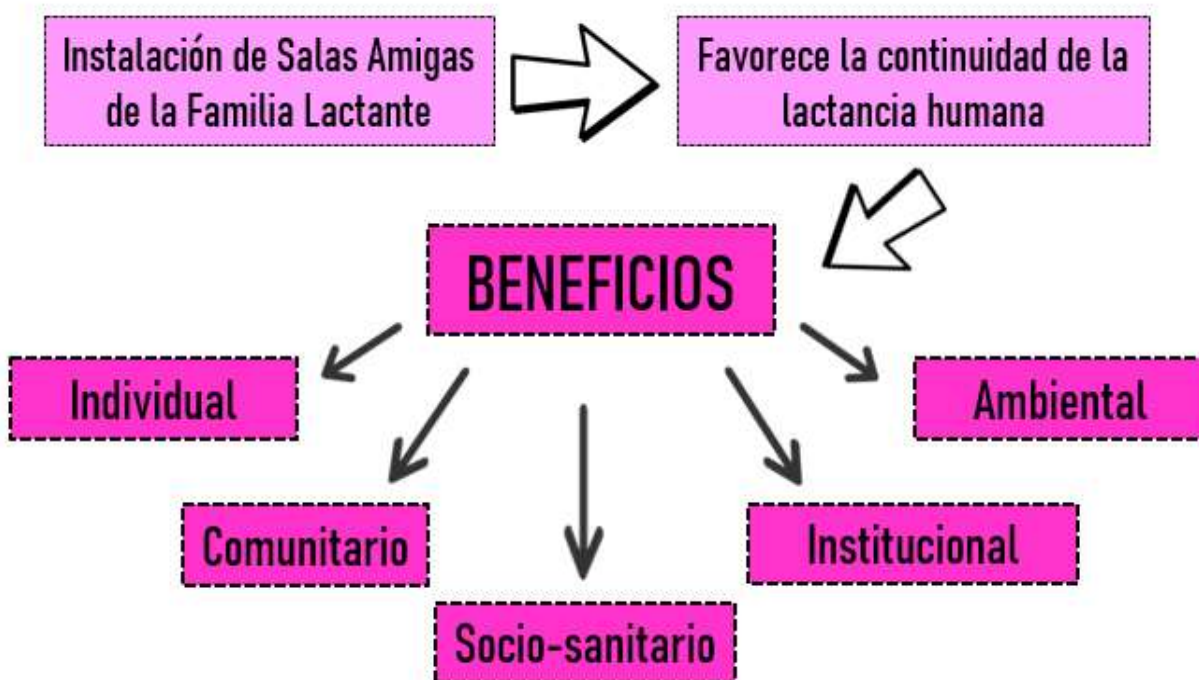 Instalación de Salas Amigas
de la Familia Lactante
Favorece la continuidad de la
lactancia humana
BENEFICIOS
Individual
Ambiental
Comunitario
Institucional
Socio-sanitario